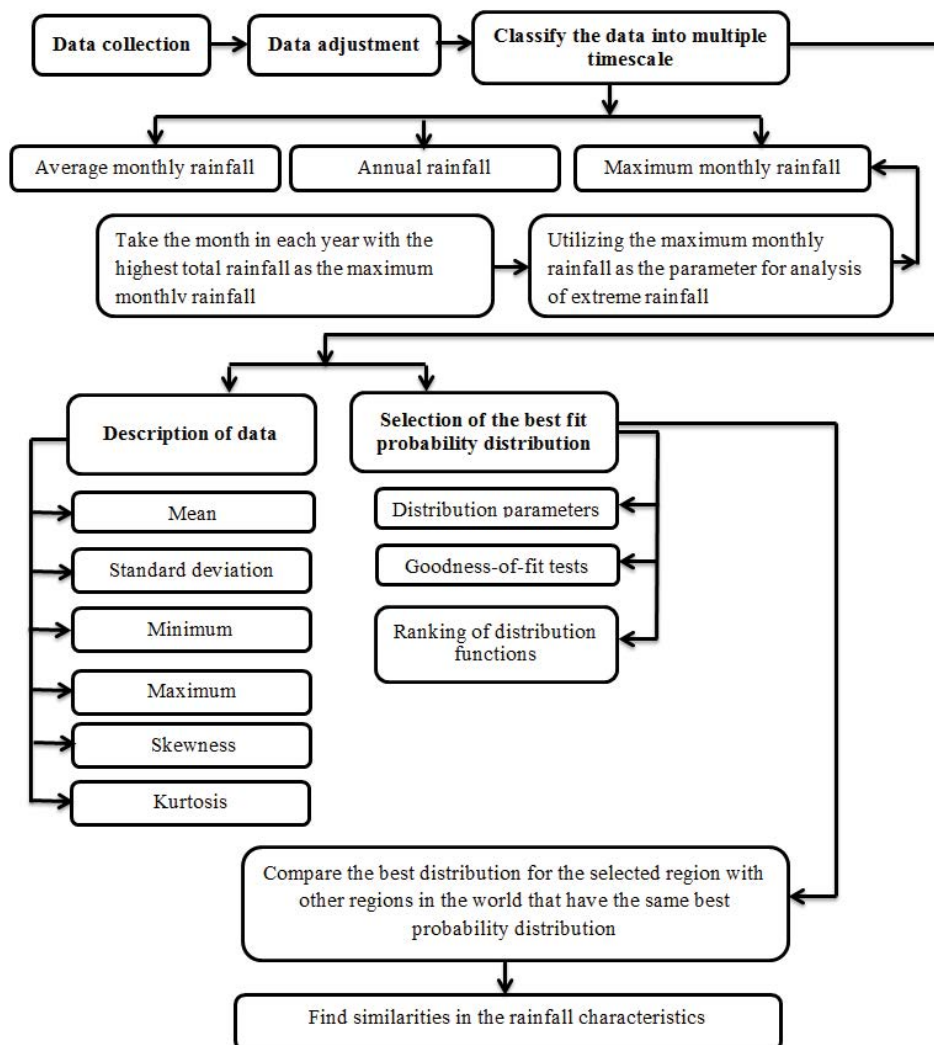 Data collection
Data adjustment
Classify the data into multiple
timescale
Average monthly rainfall
Annual rainfall
Maximum monthly rainfall
Take the month in each year with the
highest total rainfall as the maximum
monthly rainfall
Utilizing the maximum monthly
rainfall as the parameter for analysis
of extreme rainfall
Description of data
Mean
Standard deviation
Minimum
Maximum
Skewness
Kurtosis
Selection of the best fit
probability distribution
Distribution parameters
Goodness-of-fit tests
Ranking of distribution
functions
Compare the best distribution for the selected region with
other regions in the world that have the same best
probability distribution
Find similarities in the rainfall characteristics